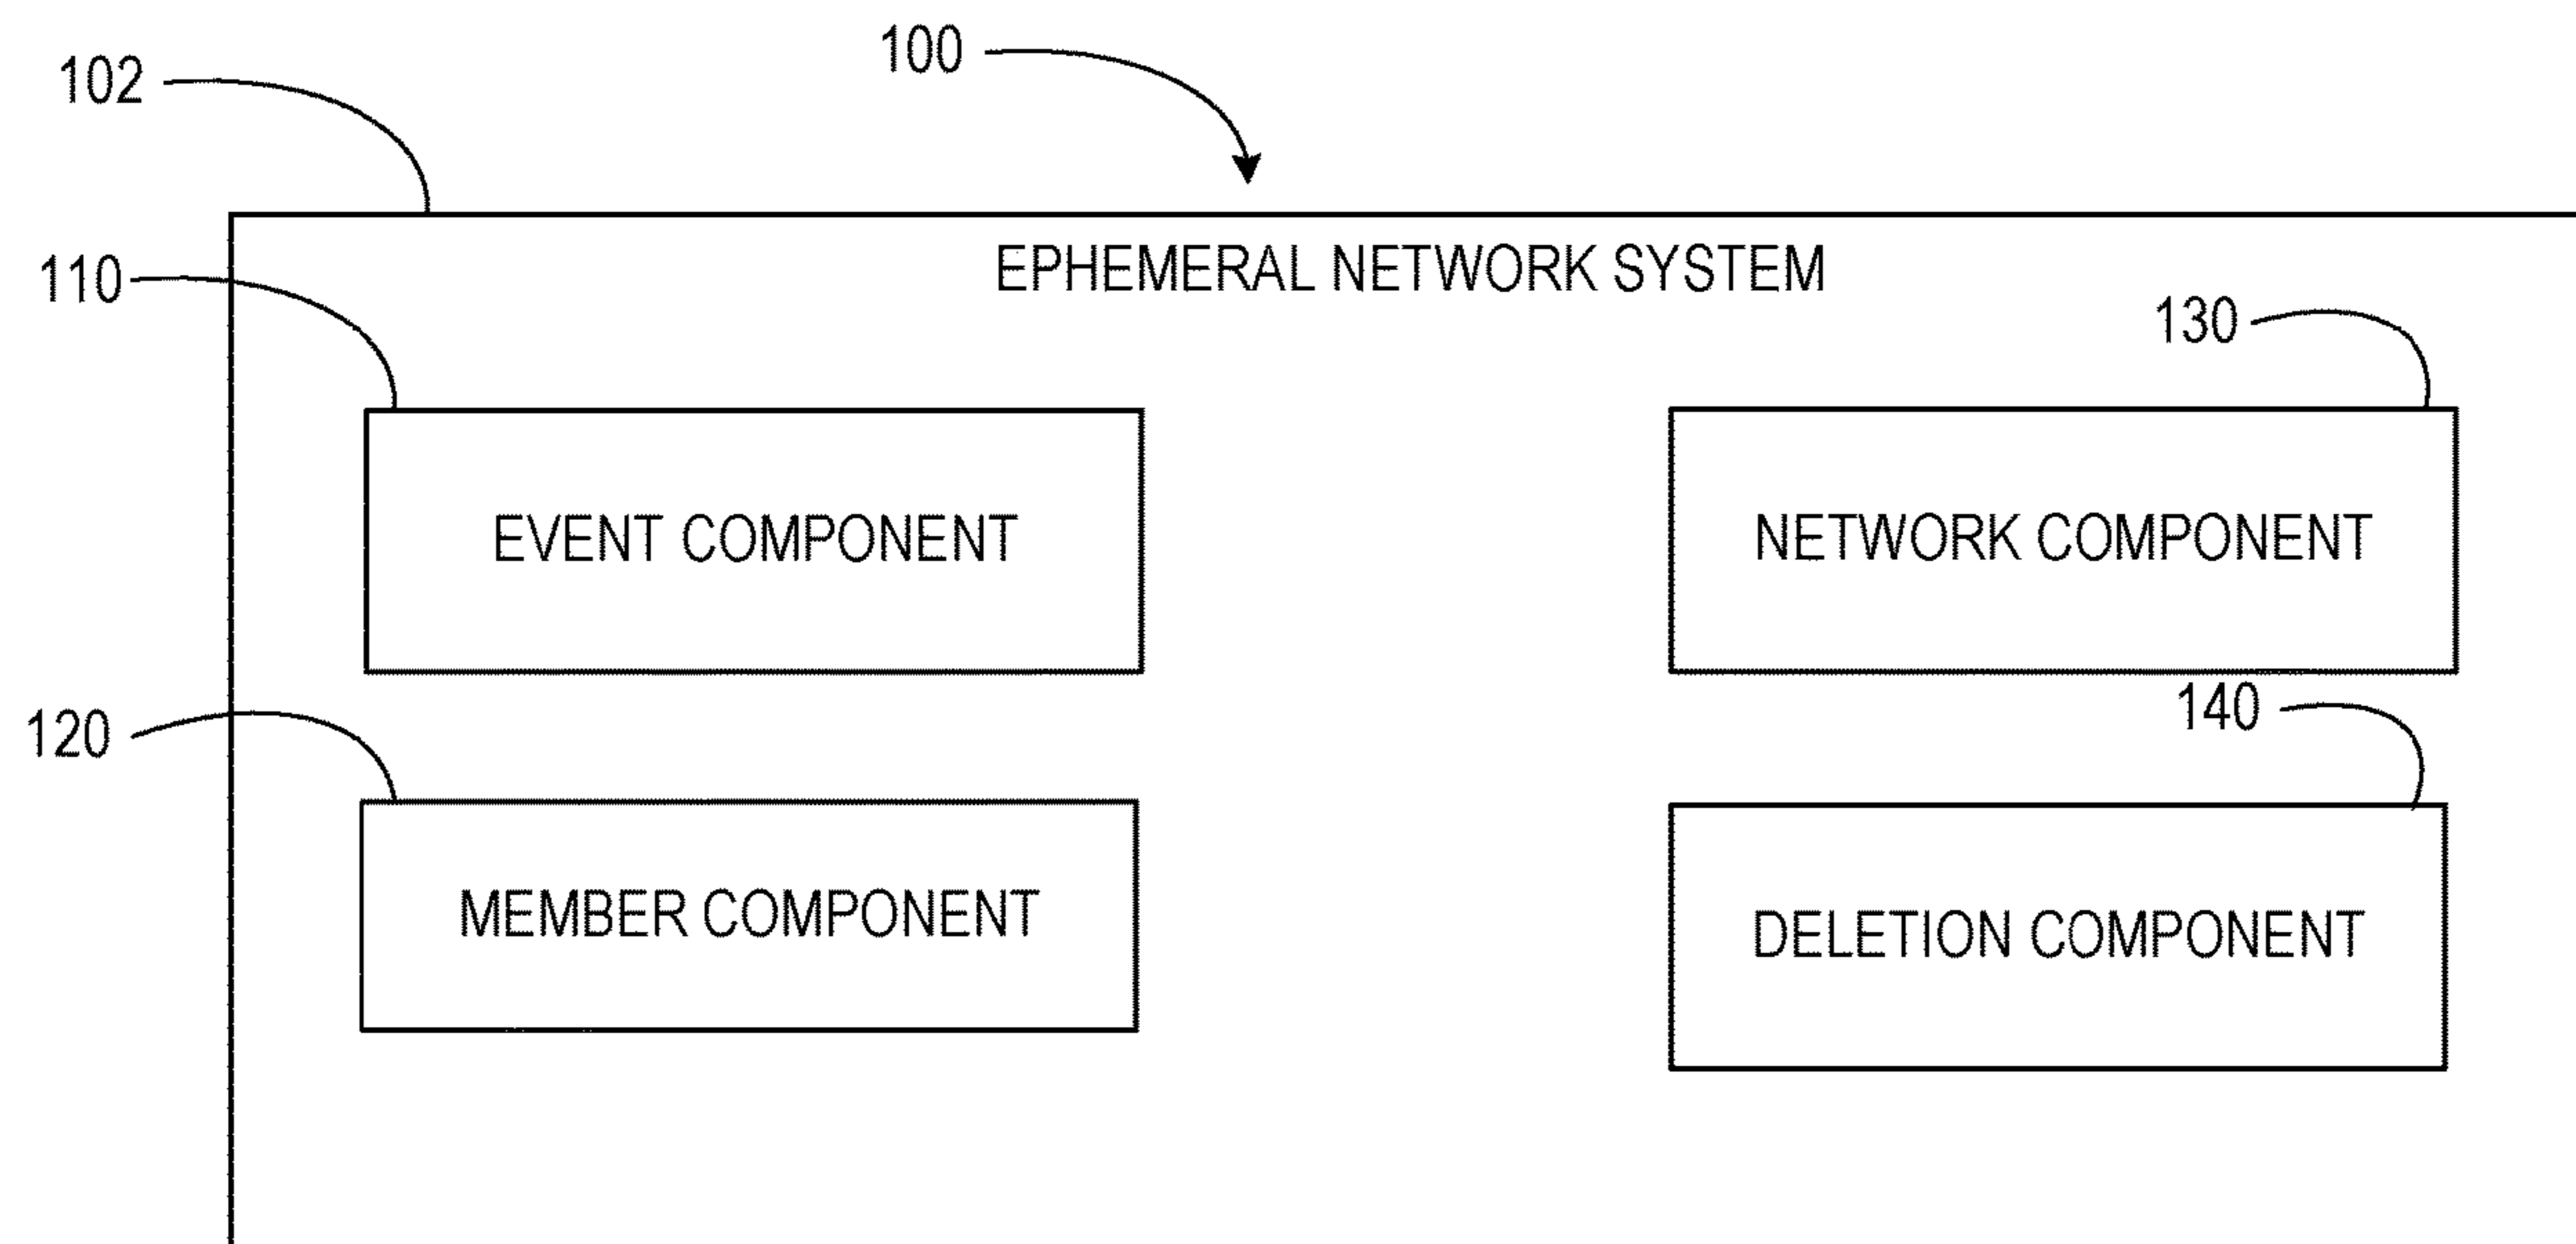 100
102
EPHEMERAL NETWORK SYSTEM
110
130
EVENT COMPONENT
NETWORK COMPONENT
120
140
MEMBER COMPONENT
DELETION COMPONENT